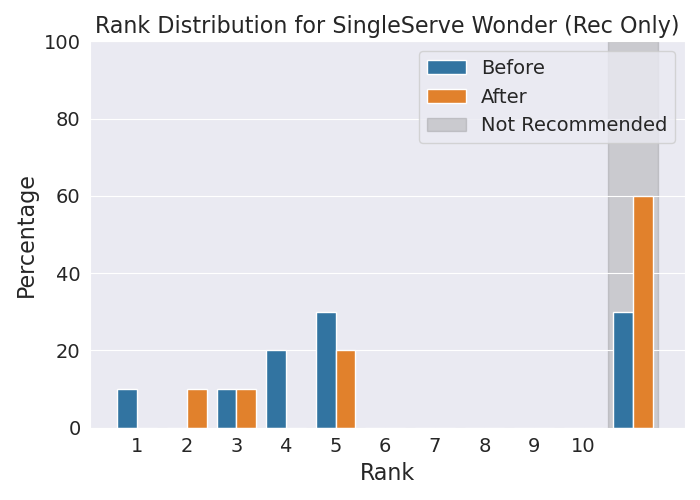 Rank Distribution for SingleServe Wonder (Rec Only)
100
80
60
40
20
0
Percentage
Before
After
Not Recommended
1 2 3 4 5 6 7 8 9 10
Rank